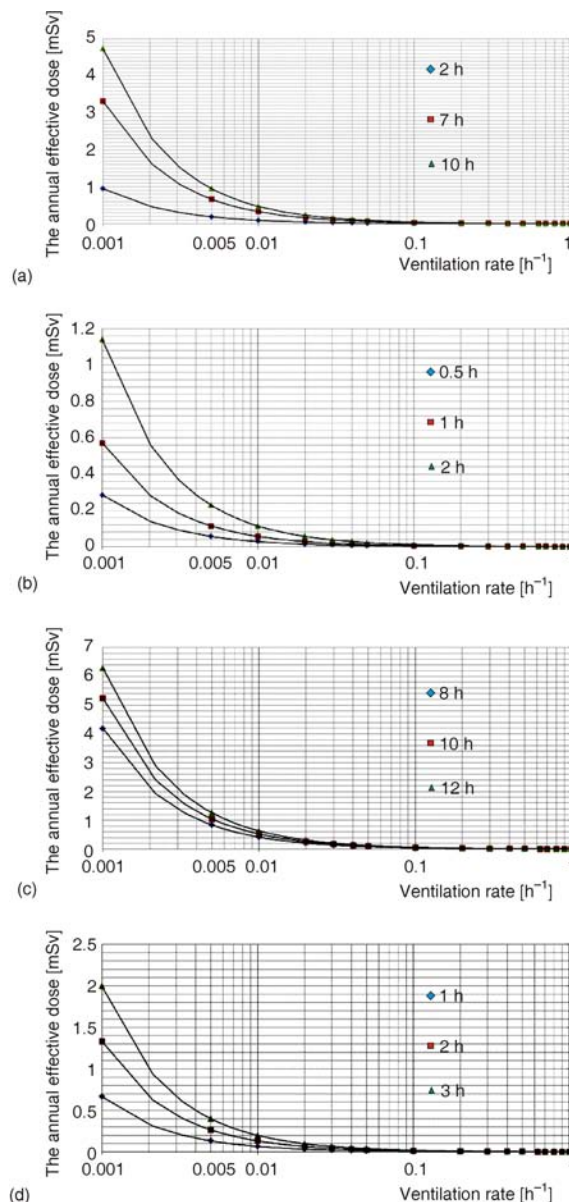 The annual effective dose [mSv]
5
4
3
2
1
0
2 h
7 h
10 h
0.001
0.005
0.01
0.1
1
Ventilation rate [h⁻¹]
(a)
The annual effective dose [mSv]
1.2
1
0.8
0.6
0.4
0.2
0
0.5 h
1 h
2 h
0.001
0.005
0.01
0.1
Ventilation rate [h⁻¹]
(b)
The annual effective dose [mSv]
7
6
5
4
3
2
1
0
8 h
10 h
12 h
0.001
0.005
0.01
0.1
Ventilation rate [h⁻¹]
(c)
The annual effective dose [mSv]
2.5
2
1.5
1
0.5
0
1 h
2 h
3 h
0.001
0.005
0.01
0.1
Ventilation rate [h⁻¹]
(d)